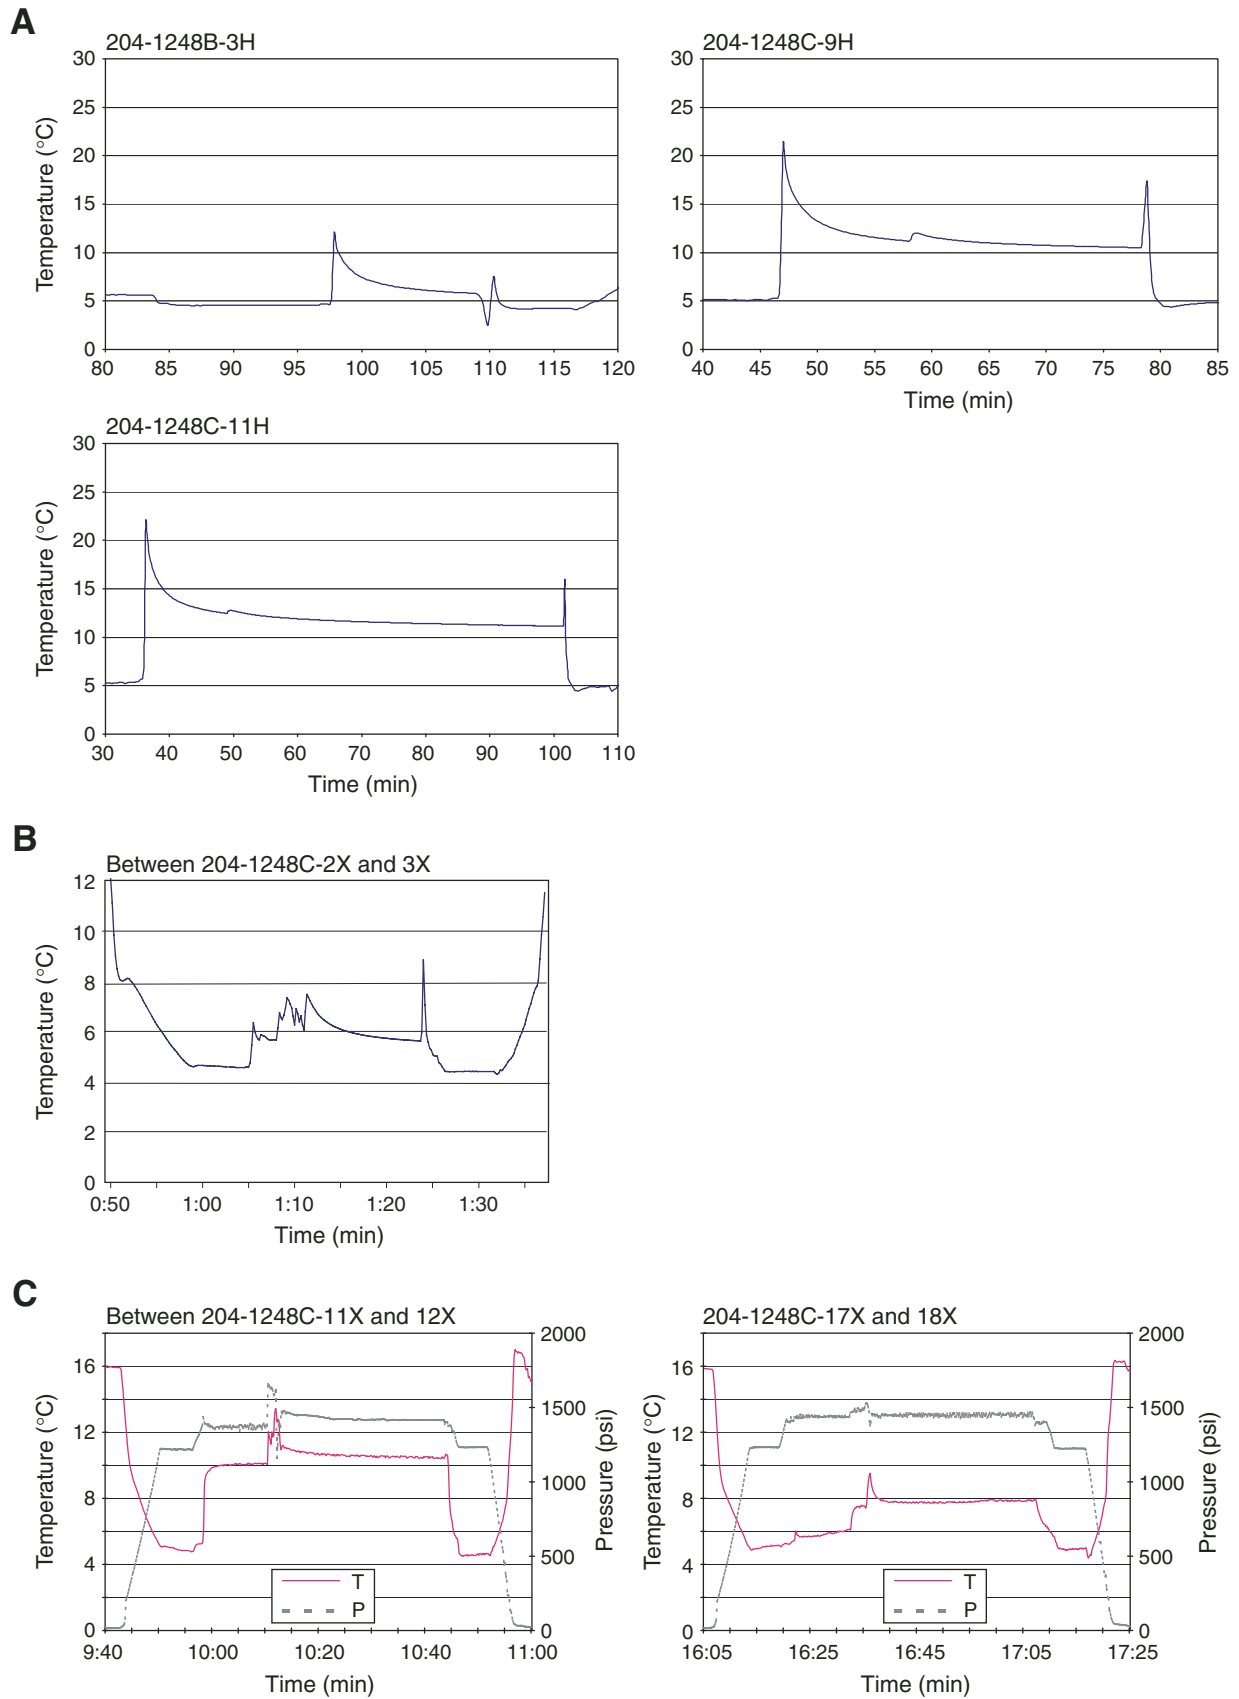 A
204-1248B-3H
Temperature (°C)
30
25
20
15
10
5
0
80 85 90 95 100 105 110 115 120
204-1248C-9H
Temperature (°C)
30
25
20
15
10
5
0
40 45 50 55 60 65 70 75 80 85
Time (min)
204-1248C-11H
Temperature (°C)
30
25
20
15
10
5
0
30 40 50 60 70 80 90 100 110
Time (min)
B
Between 204-1248C-2X and 3X
Temperature (°C)
12
10
8
6
4
2
0
0:50 1:00 1:10 1:20 1:30
Time (min)
C
Between 204-1248C-11X and 12X
Temperature (°C)
16
12
8
4
0
2000
1500
1000
500
0
Pressure (psi)
T
P
9:40 10:00 10:20 10:40 11:00
Time (min)
204-1248C-17X and 18X
Temperature (°C)
16
12
8
4
0
2000
1500
1000
500
0
Pressure (psi)
T
P
16:05 16:25 16:45 17:05 17:25
Time (min)